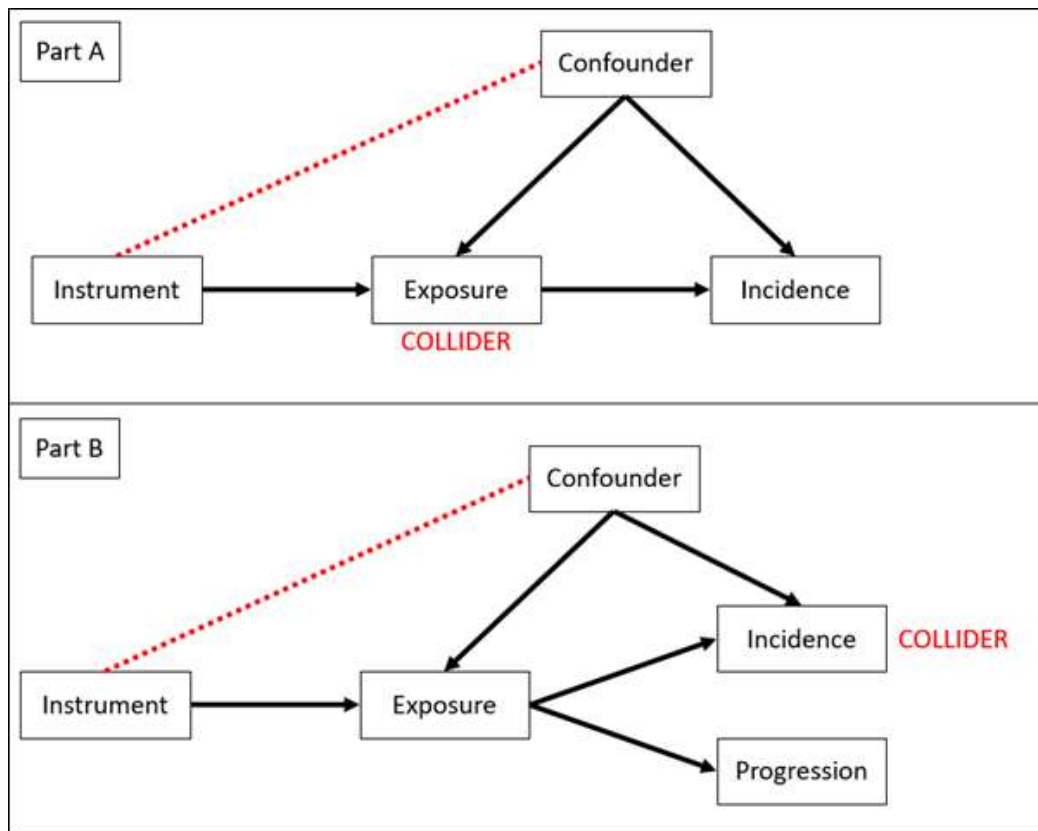 Part A
Confounder
Instrument
Exposure
Incidence
COLLIDER
Part B
Confounder
Incidence
COLLIDER
Instrument
Exposure
Progression